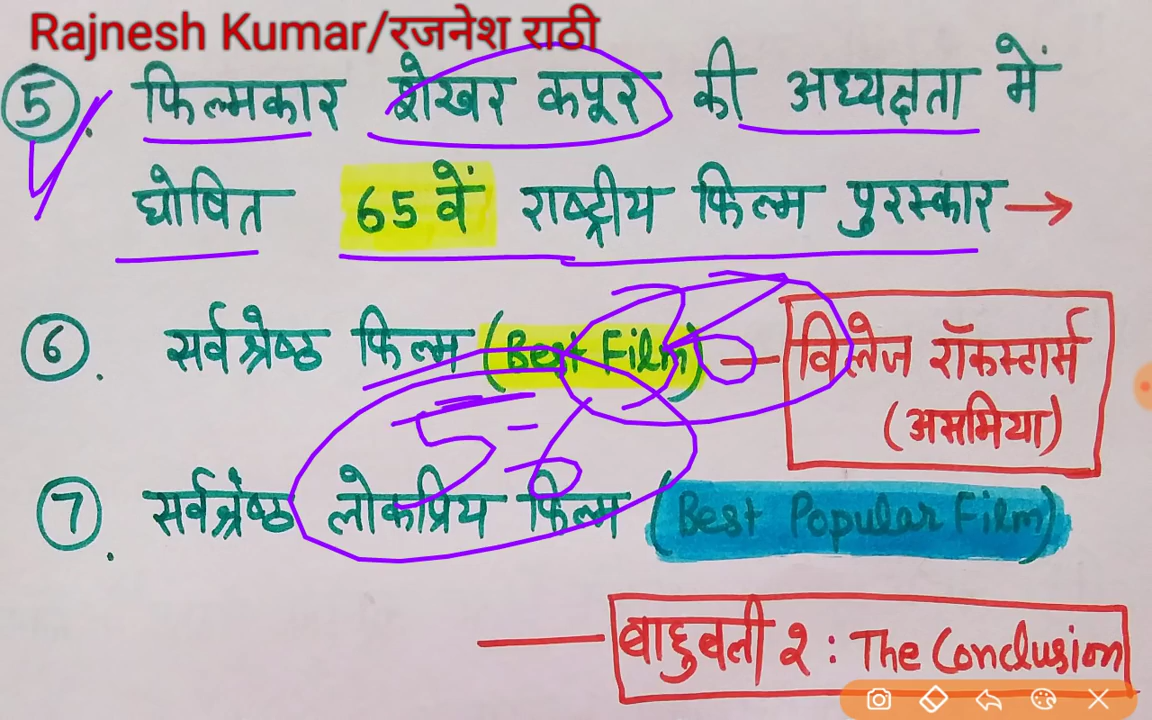 Rajnesh Kumar/रजनेश राठी
5. फिल्मकार शेखर कपूर की अध्यक्षता में
घोषित 65 वें राष्ट्रीय फिल्म पुरस्कार →
6. सर्वश्रेष्ठ फिल्म (Best Film) — विलेज रॉकस्टार्स
(असमिया)
7. सर्वश्रेष्ठ लोकप्रिय फिल्म (Best Popular Film)
— बाहुबली २ : The Conclusion